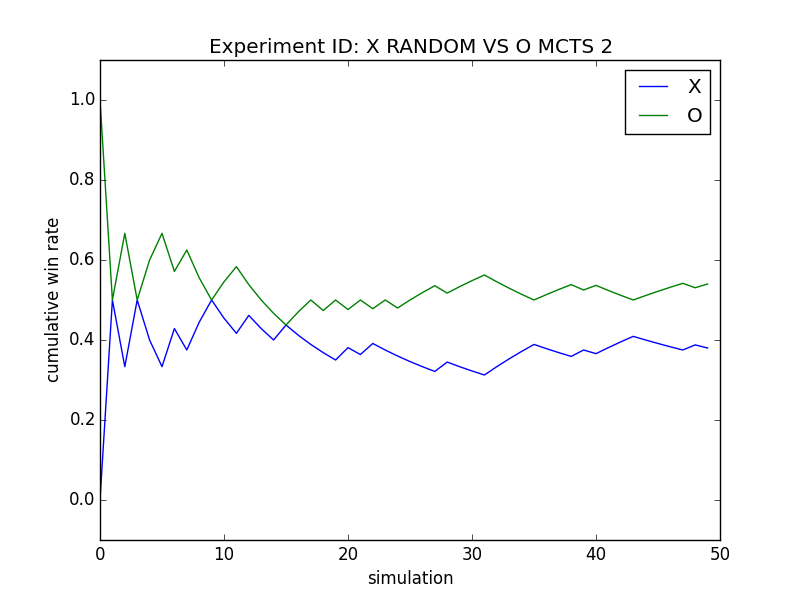 Experiment ID: X RANDOM VS O MCTS 2
X
O
1.0
0.8
0.6
0.4
0.2
0.0
cumulative win rate
0 10 20 30 40 50
simulation